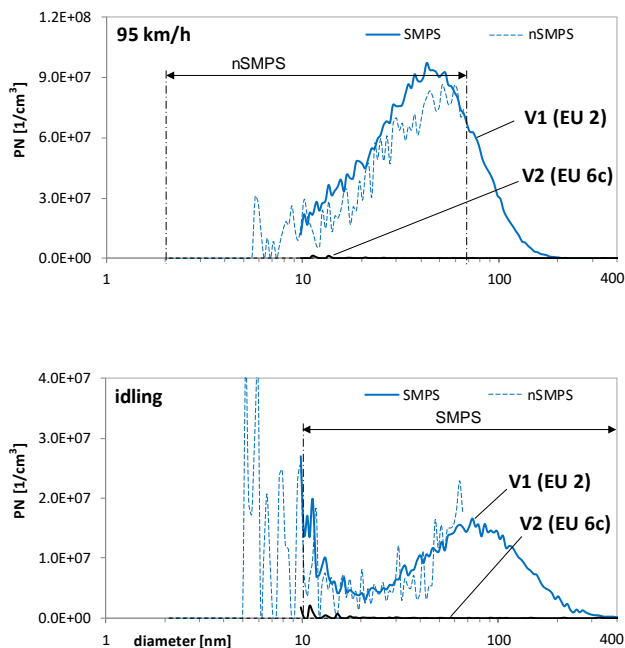 1.2E+08
95 km/h
SMPS
nSMPS
9.0E+07
nSMPS
PN [1/cm³]
V1 (EU 2)
6.0E+07
V2 (EU 6c)
3.0E+07
0.0E+00
1 10 100 400
4.0E+07
idling
SMPS
nSMPS
SMPS
3.0E+07
PN [1/cm³]
V1 (EU 2)
2.0E+07
V2 (EU 6c)
1.0E+07
0.0E+00
1 diameter [nm] 10 100 400